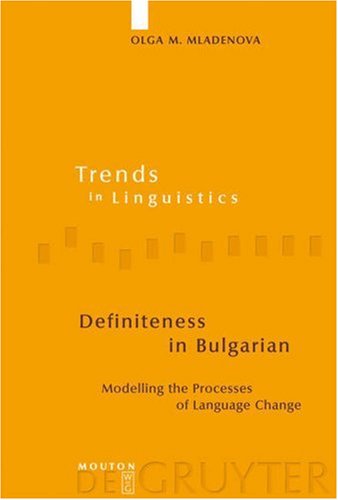 OLGA M. MLADENOVA
Trends
in Linguistics
Definiteness
in Bulgarian
Modelling the Processes
of Language Change
MOUTON
DE GRUYTER